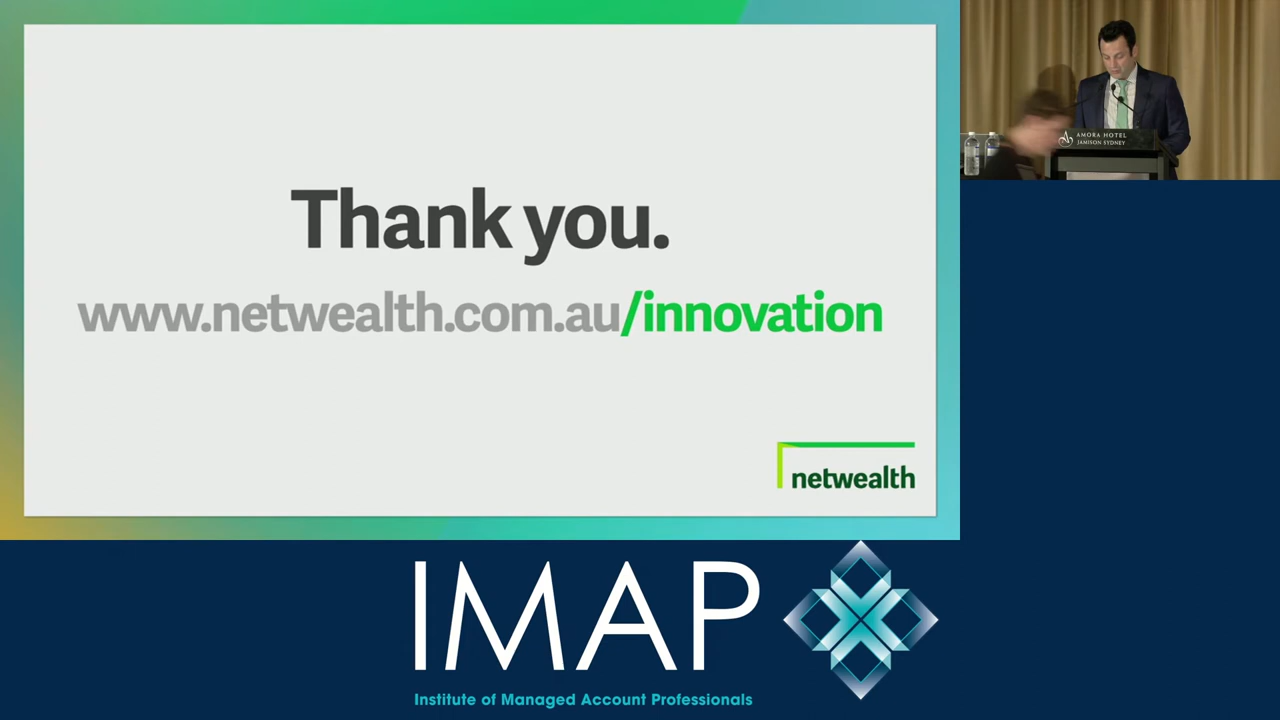 Thank you.
www.netwealth.com.au/innovation
netwealth
AMORA HOTEL
JAMISON SYDNEY
IMAP
Institute of Managed Account Professionals